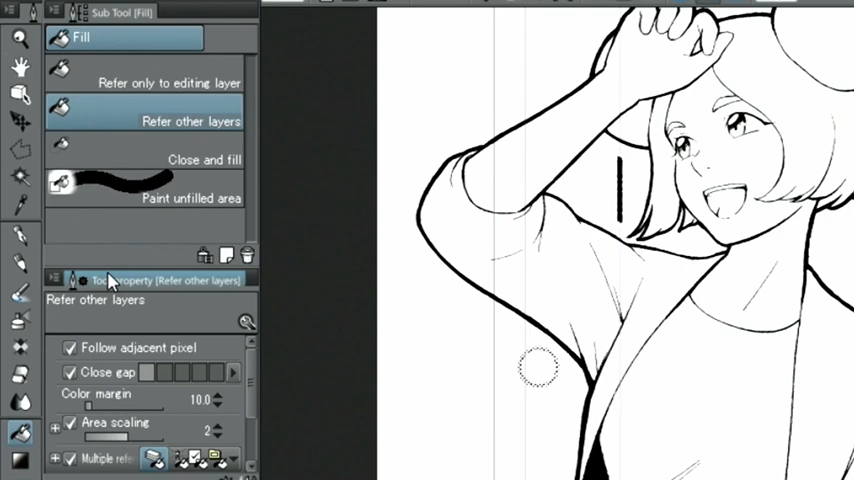 Sub Tool [Fill]
Fill
Refer only to editing layer
Refer other layers
Close and fill
Paint unfilled area
property [Refer other layers]
Refer other layers
Follow adjacent pixel
Close gap
Color margin
10.0
Area scaling
2
Multiple refe